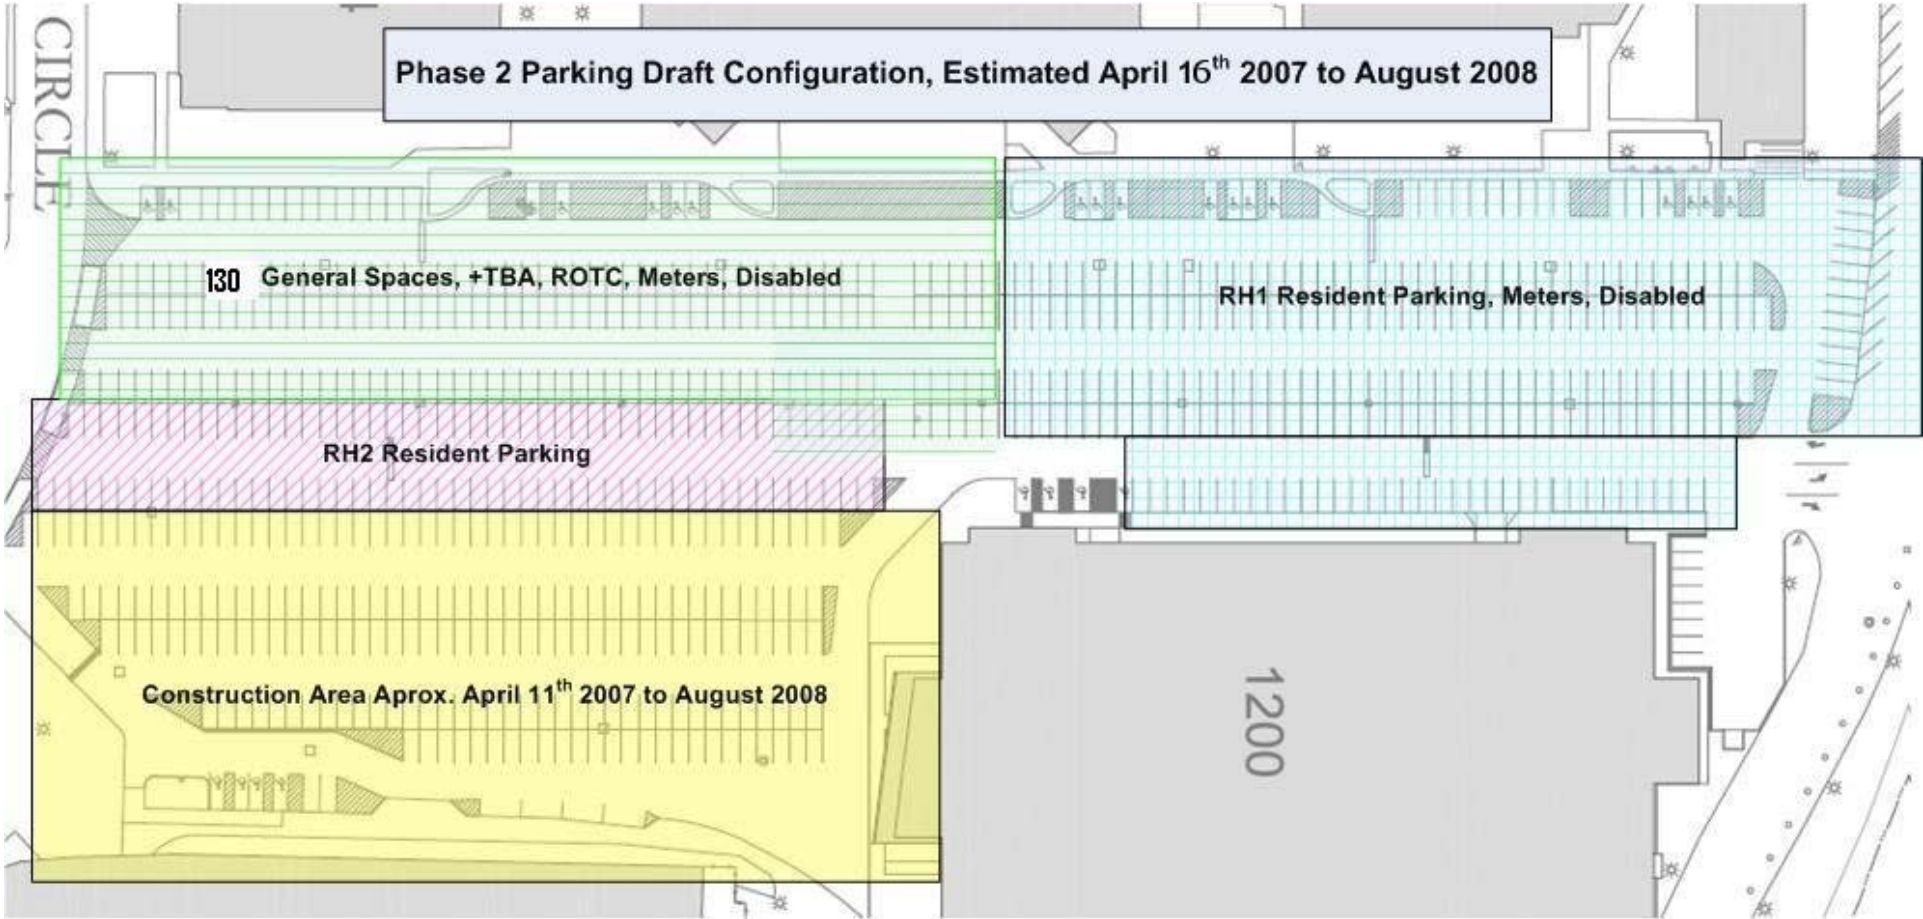 CIRCLE
Phase 2 Parking Draft Configuration, Estimated April 16th 2007 to August 2008
130 General Spaces, +TBA, ROTC, Meters, Disabled
RH1 Resident Parking, Meters, Disabled
RH2 Resident Parking
Construction Area Aprox. April 11th 2007 to August 2008
1200